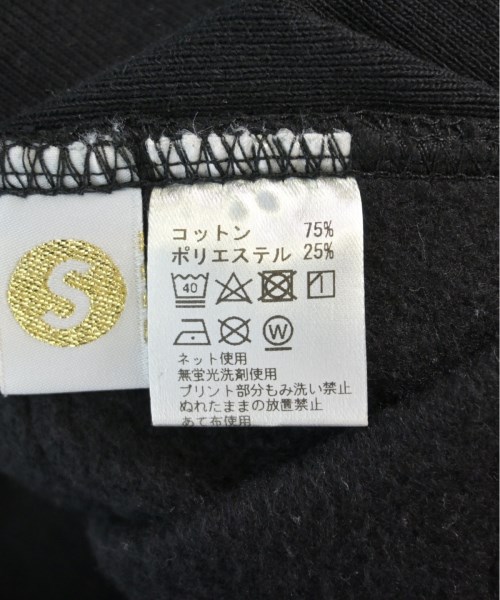 S
コットン 75%
ポリエステル 25%
40
W
ネット使用
無蛍光洗剤使用
プリント部分もみ洗い禁止
ぬれたままの放置禁止
あて布使用